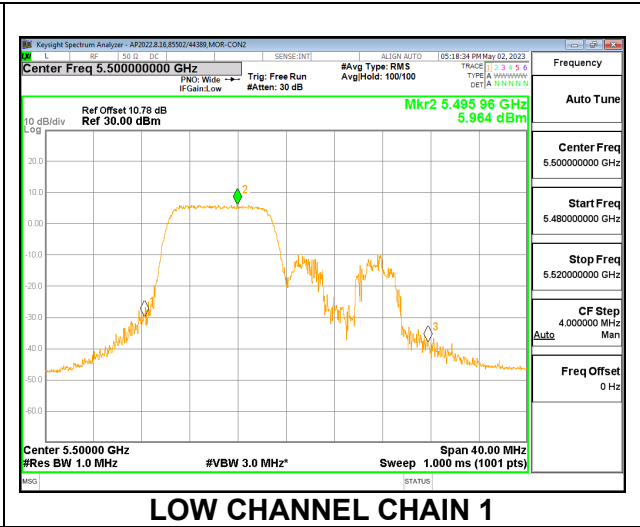 Keysight Spectrum Analyzer - AP2022.8.16,85502/44389,MOR-CON2
L RF 50 Ω DC SENSE:INT ALIGN AUTO 05:18:34 PM May 02, 2023
Center Freq 5.500000000 GHz
PNO: Wide
IFGain:Low
Trig: Free Run
#Atten: 30 dB
#Avg Type: RMS
Avg|Hold: 100/100
TRACE 1 2 3 4 5 6
TYPE A WWWWW
DET A N N N N N
Frequency
Ref Offset 10.78 dB
10 dB/div Ref 30.00 dBm
Log
Mkr2 5.495 96 GHz
5.964 dBm
20.0
10.0
0.00
-10.0
-20.0
-30.0
-40.0
-50.0
-60.0
2
3
Center 5.50000 GHz
Span 40.00 MHz
#Res BW 1.0 MHz
#VBW 3.0 MHz*
Sweep 1.000 ms (1001 pts)
MSG
STATUS
Auto Tune
Center Freq
5.500000000 GHz
Start Freq
5.480000000 GHz
Stop Freq
5.520000000 GHz
CF Step
4.000000 MHz
Auto Man
Freq Offset
0 Hz
LOW CHANNEL CHAIN 1